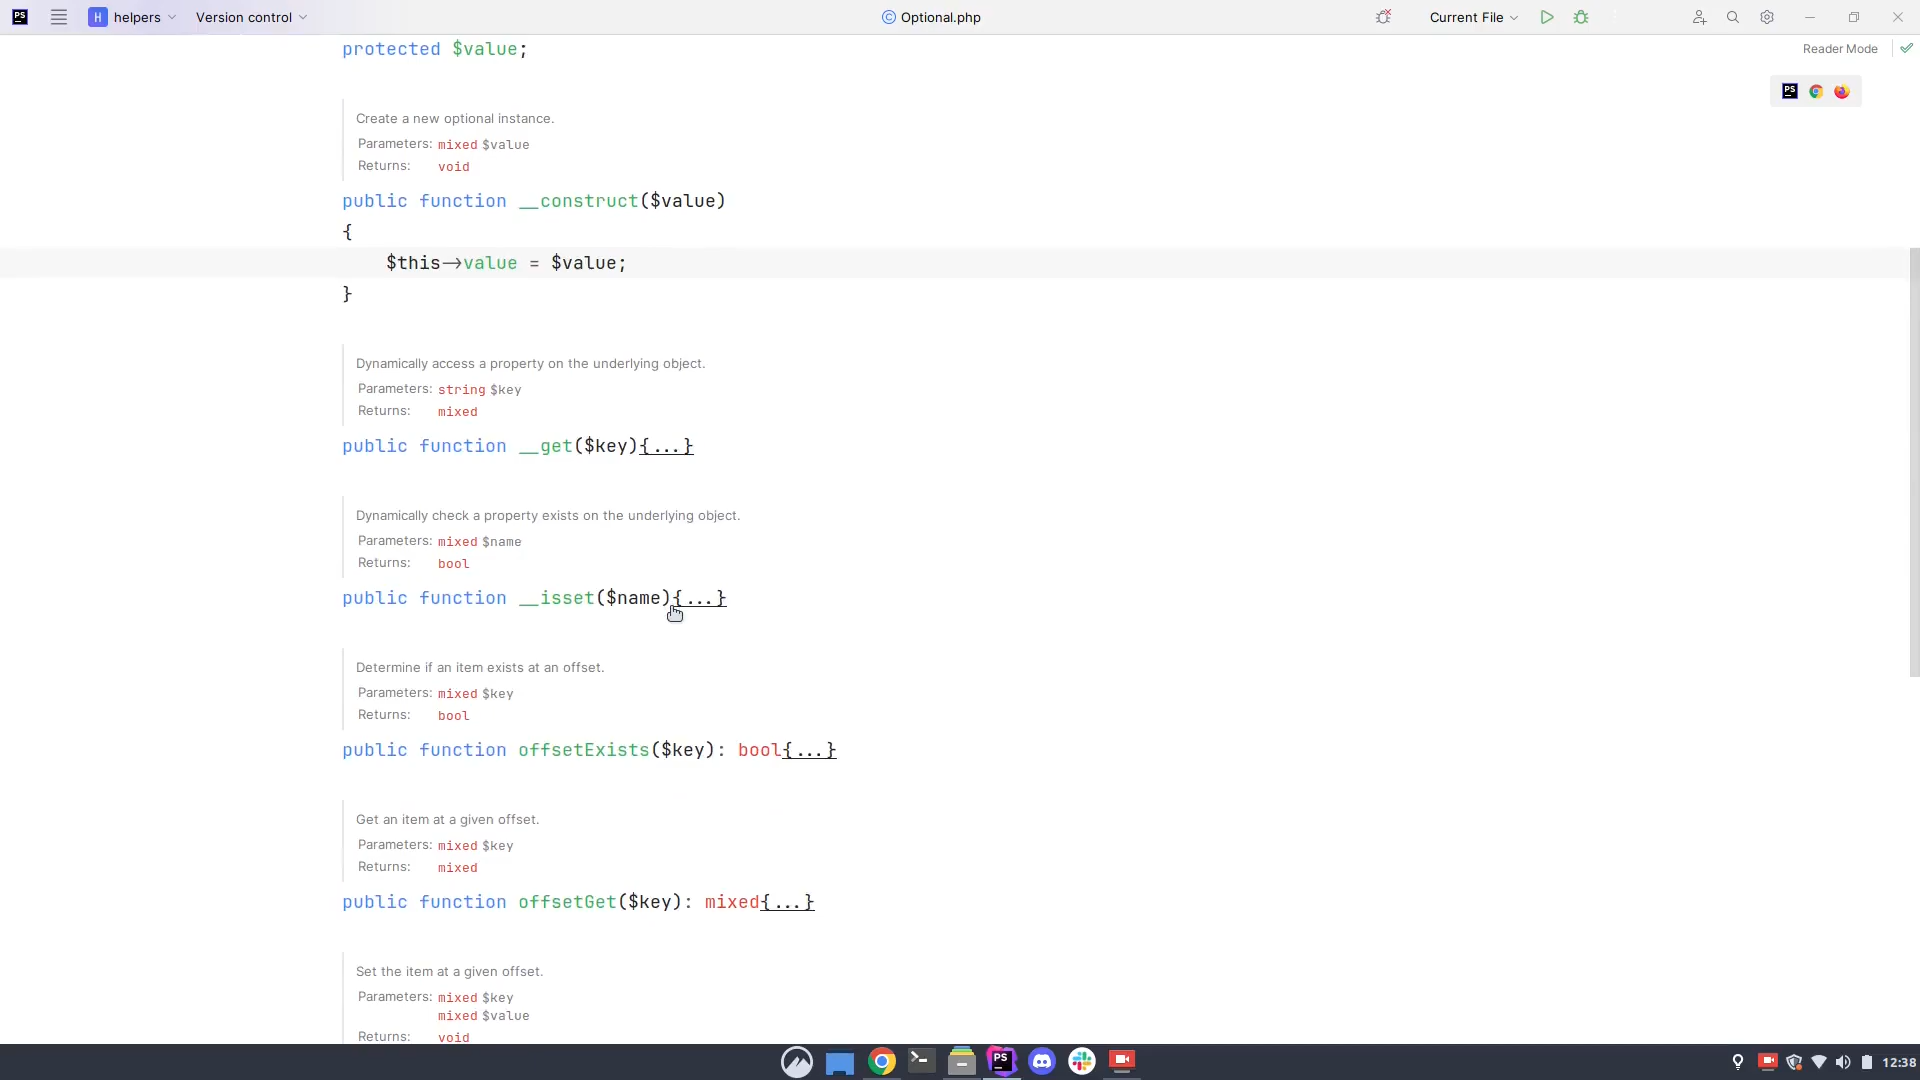 PS
H helpers
Version control
Optional.php
Current File
protected $value;
Reader Mode
PS
Create a new optional instance.
Parameters: mixed $value
Returns: void
public function __construct($value)
{
$this->value = $value;
}
Dynamically access a property on the underlying object.
Parameters: string $key
Returns: mixed
public function __get($key){...}
Dynamically check a property exists on the underlying object.
Parameters: mixed $name
Returns: bool
public function __isset($name){...}
Determine if an item exists at an offset.
Parameters: mixed $key
Returns: bool
public function offsetExists($key): bool{...}
Get an item at a given offset.
Parameters: mixed $key
Returns: mixed
public function offsetGet($key): mixed{...}
Set the item at a given offset.
Parameters: mixed $key
mixed $value
Returns: void
PS
12:38